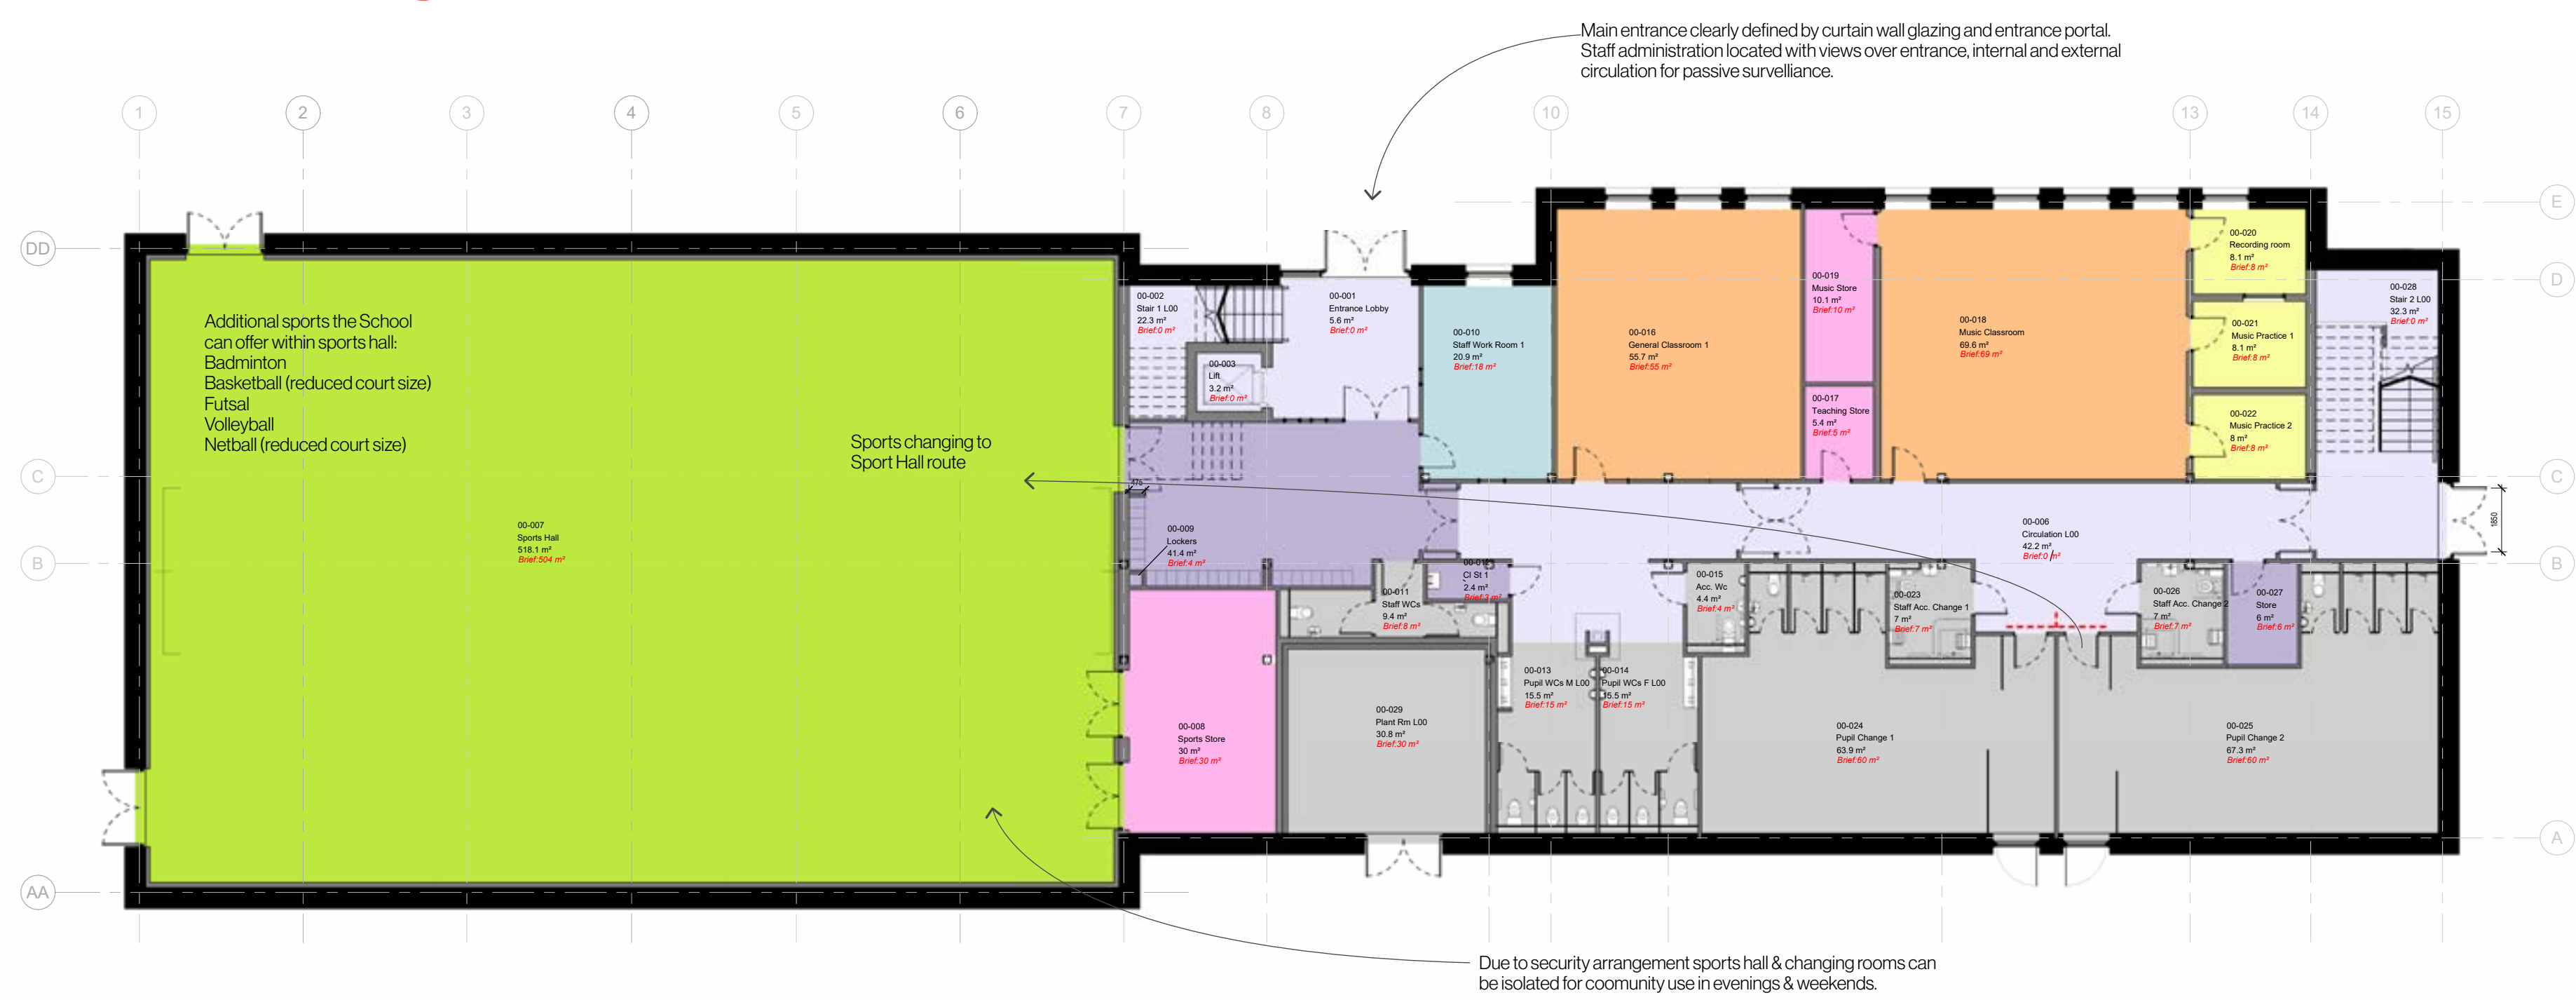 Main entrance clearly defined by curtain wall glazing and entrance portal.
Staff administration located with views over entrance, internal and external
circulation for passive survelliance.
1
2
3
4
5
6
7
8
10
13
14
15
E
DD
D
C
C
B
B
A
AA
Additional sports the School
can offer within sports hall:
Badminton
Basketball (reduced court size)
Futsal
Volleyball
Netball (reduced court size)
Sports changing to
Sport Hall route
00-007
Sports Hall
518.1 m²
Brief:504 m²
00-002
Stair 1 L00
22.3 m²
Brief:0 m²
00-003
Lift
3.2 m²
Brief:0 m²
00-001
Entrance Lobby
5.6 m²
Brief:0 m²
00-010
Staff Work Room 1
20.9 m²
Brief:18 m²
00-016
General Classroom 1
55.7 m²
Brief:55 m²
00-019
Music Store
10.1 m²
Brief:10 m²
00-017
Teaching Store
5.4 m²
Brief:5 m²
00-018
Music Classroom
69.6 m²
Brief:69 m²
00-020
Recording room
8.1 m²
Brief:8 m²
00-021
Music Practice 1
8.1 m²
Brief:8 m²
00-022
Music Practice 2
8 m²
Brief:8 m²
00-028
Stair 2 L00
32.3 m²
Brief:0 m²
475
00-009
Lockers
41.4 m²
Brief:4 m²
00-006
Circulation L00
42.2 m²
Brief:0 m²
1850
Cl St 1
2.4 m²
00-011
Staff WCs
9.4 m²
Brief:8 m²
00-015
Acc. Wc
4.4 m²
Brief:4 m²
00-023
Staff Acc. Change 1
7 m²
Brief:7 m²
00-026
Staff Acc. Change 2
7 m²
Brief:7 m²
00-027
Store
6 m²
Brief:6 m²
00-008
Sports Store
30 m²
Brief:30 m²
00-029
Plant Rm L00
30.8 m²
Brief:30 m²
00-013
Pupil WCs M L00
15.5 m²
Brief:15 m²
00-014
Pupil WCs F L00
15.5 m²
Brief:15 m²
00-024
Pupil Change 1
63.9 m²
Brief:60 m²
00-025
Pupil Change 2
67.3 m²
Brief:60 m²
Due to security arrangement sports hall & changing rooms can
be isolated for coomunity use in evenings & weekends.